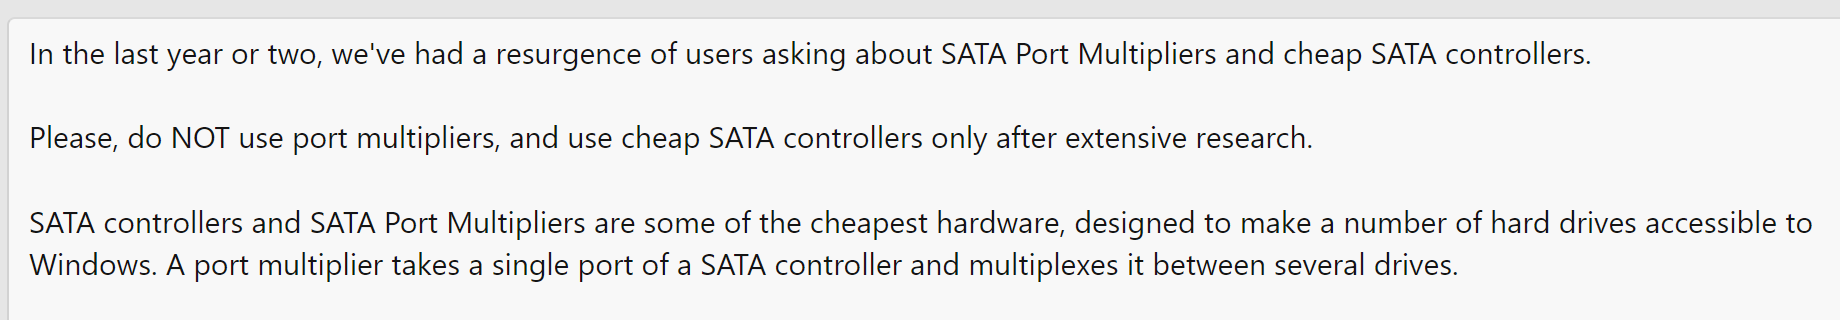 In the last year or two, we've had a resurgence of users asking about SATA Port Multipliers and cheap SATA controllers.
Please, do NOT use port multipliers, and use cheap SATA controllers only after extensive research.
SATA controllers and SATA Port Multipliers are some of the cheapest hardware, designed to make a number of hard drives accessible to
Windows. A port multiplier takes a single port of a SATA controller and multiplexes it between several drives.